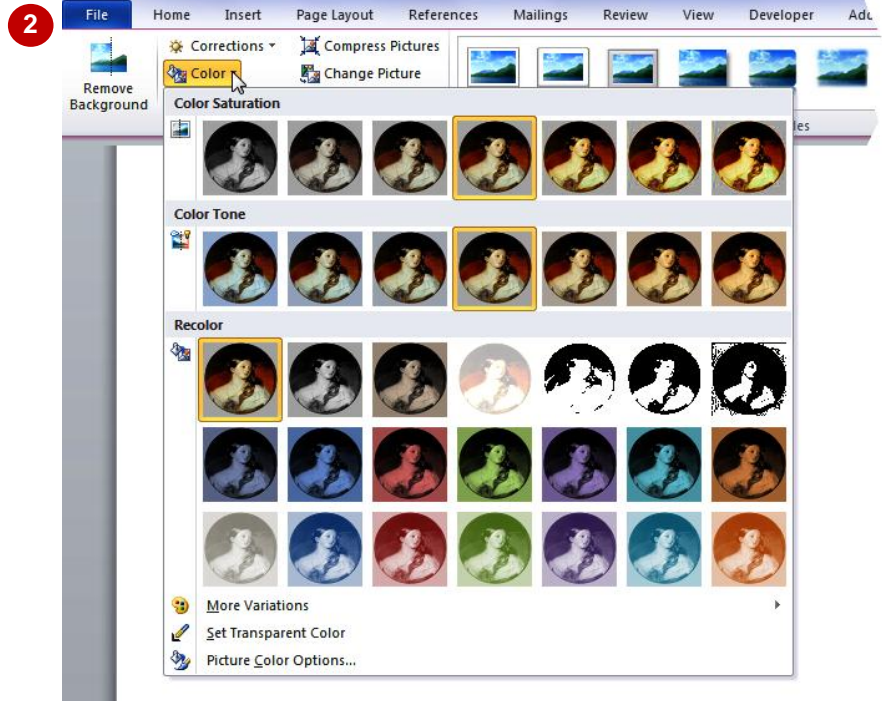 2
File Home Insert Page Layout References Mailings Review View Developer
Corrections Compress Pictures
Color Change Picture
Remove
Background
Color Saturation
Color Tone
Recolor
More Variations
Set Transparent Color
Picture Color Options...